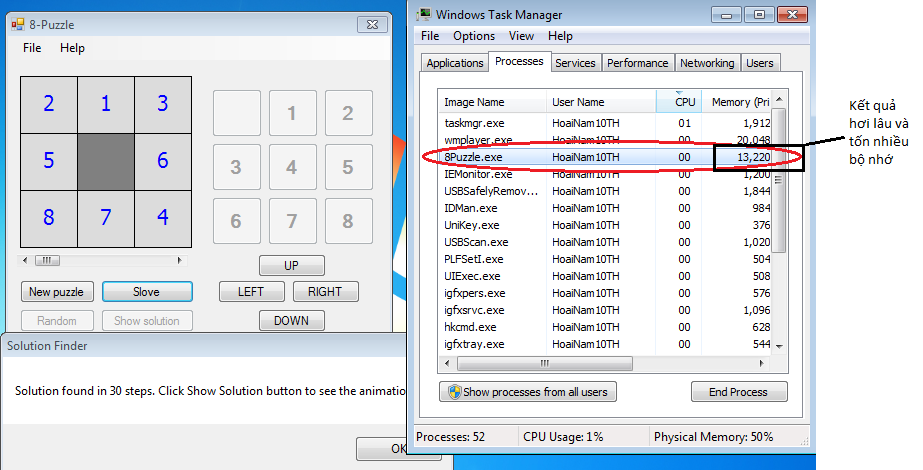 8-Puzzle
File Help
2 1 3
5 6
8 7 4
1 2
3 4 5
6 7 8
UP
LEFT RIGHT
DOWN
New puzzle Slove
Random Show solution
Solution Finder
Solution found in 30 steps. Click Show Solution button to see the animatio
OK
Windows Task Manager
File Options View Help
Applications Processes Services Performance Networking Users
Image Name User Name CPU Memory (Pri
taskmgr.exe HoaiNam10TH 01 1,912
wmplayer.exe HoaiNam10TH 00 20,048
8Puzzle.exe HoaiNam10TH 00 13,220
IEMonitor.exe HoaiNam10TH 00 1,200
USBSafelyRemov... HoaiNam10TH 00 1,844
IDMan.exe HoaiNam10TH 00 984
UniKey.exe HoaiNam10TH 00 376
USBScan.exe HoaiNam10TH 00 1,020
PLFSetI.exe HoaiNam10TH 00 504
UIExec.exe HoaiNam10TH 00 508
igfxpers.exe HoaiNam10TH 00 576
igfxsrvc.exe HoaiNam10TH 00 1,096
hkcmd.exe HoaiNam10TH 00 628
igfxtray.exe HoaiNam10TH 00 544
Show processes from all users End Process
Processes: 52 CPU Usage: 1% Physical Memory: 50%
Kết quả
hơi lâu và
tốn nhiều
bộ nhớ